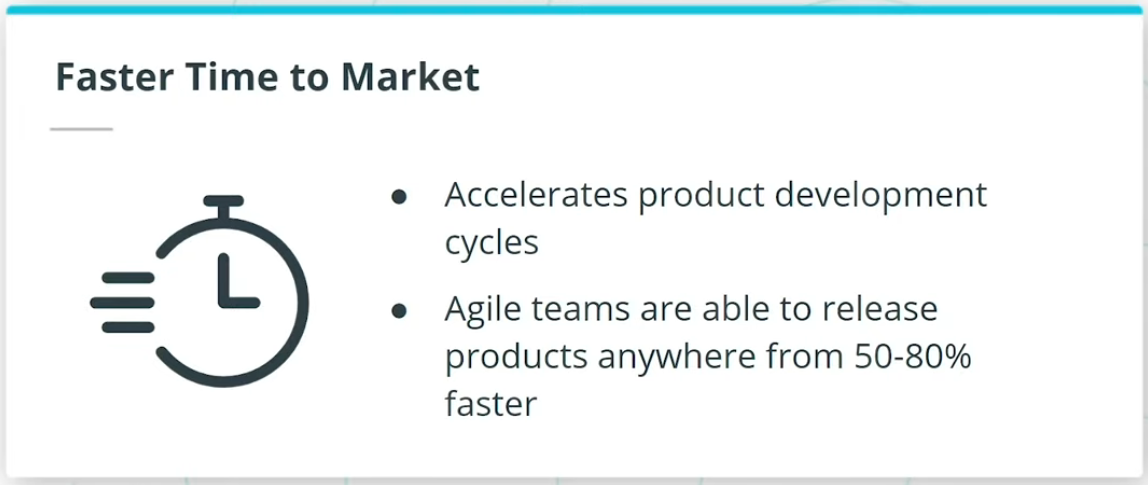 Faster Time to Market
● Accelerates product development
cycles
● Agile teams are able to release
products anywhere from 50-80%
faster